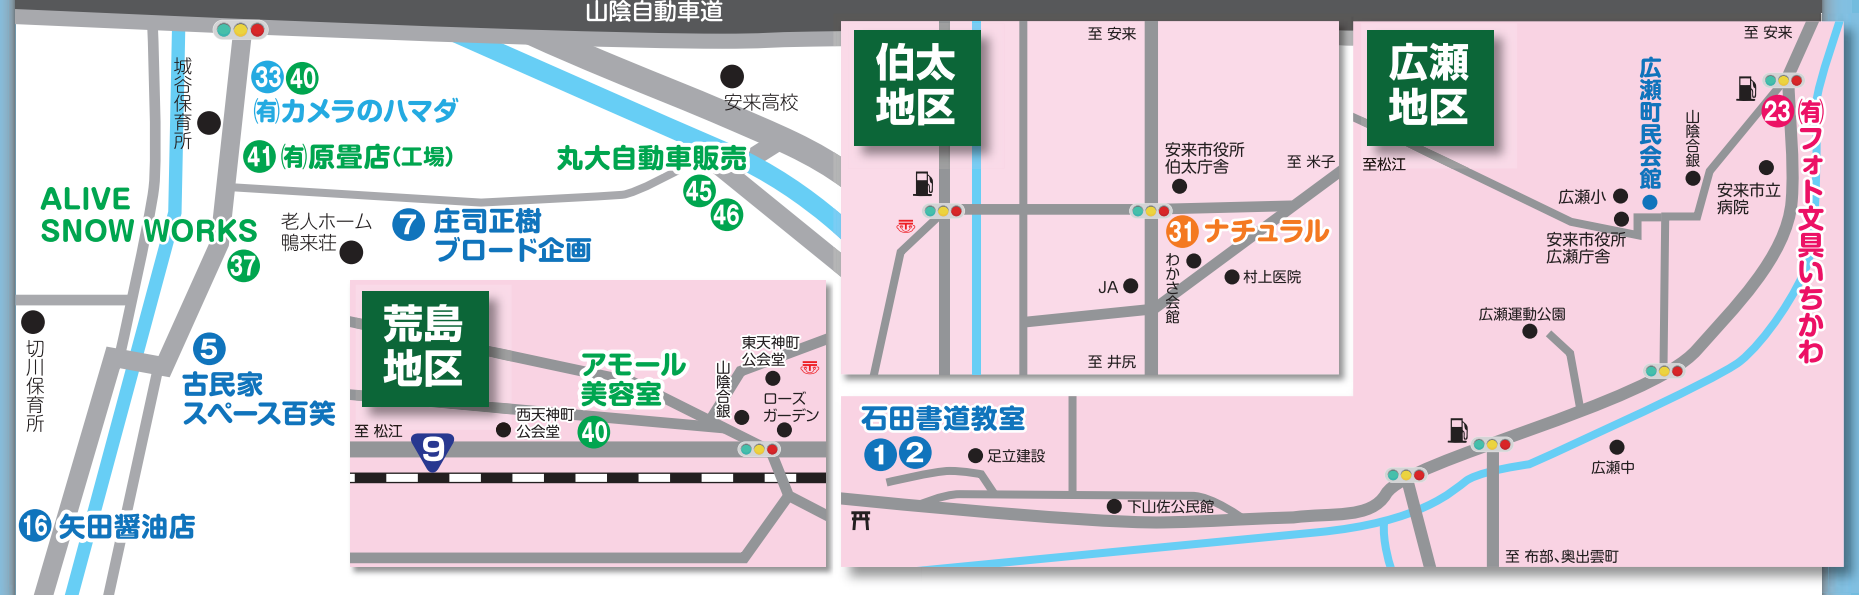 山陰自動車道
城谷保育所
33 40
(有)カメラのハマダ
41 (有)原畳店(工場)
ALIVE
SNOW WORKS
37
老人ホーム
鴨来荘
7 庄司正樹
ブロード企画
安来高校
丸大自動車販売
45
46
切川保育所
5
古民家
スペース百笑
16 矢田醤油店
荒島
地区
アモール
美容室
40
西天神町
公会堂
山陰合銀
東天神町
公会堂
ローズ
ガーデン
至 松江
9
伯太
地区
至 安来
安来市役所
伯太庁舎
至 米子
31 ナチュラル
わかさ会館
村上医院
JA
至 井尻
広瀬
地区
至 安来
至松江
広瀬町民会館
山陰合銀
23 (有)フォト文具いちかわ
安来市立
病院
広瀬小
安来市役所
広瀬庁舎
広瀬運動公園
広瀬中
石田書道教室
1 2
足立建設
下山佐公民館
至 布部、奥出雲町